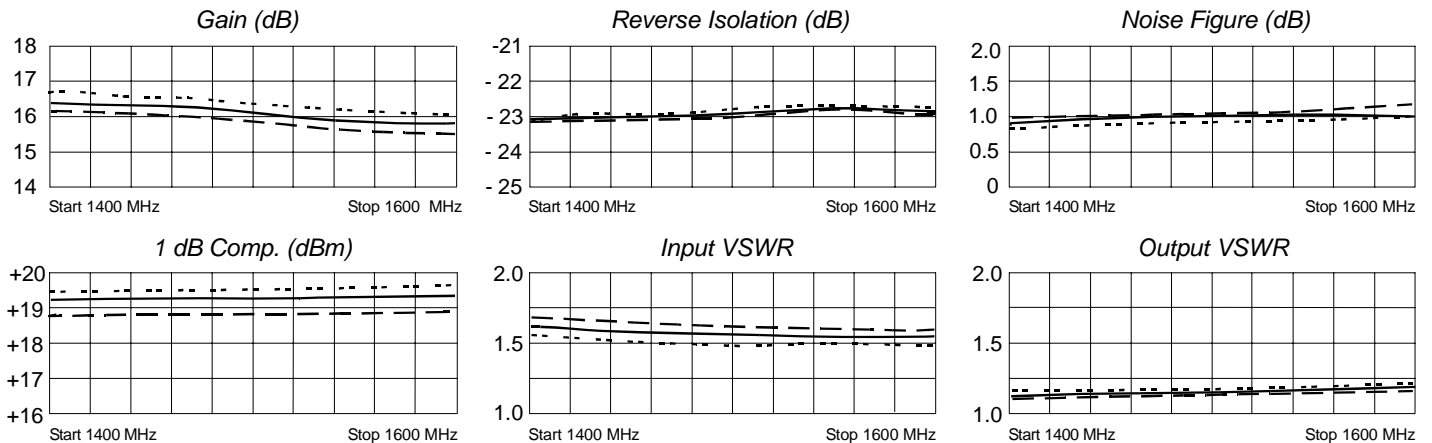 Gain (dB)
18
17
16
15
14
Start 1400 MHz
Stop 1600 MHz
Reverse Isolation (dB)
-21
- 22
-23
- 24
- 25
Start 1400 MHz
Stop 1600 MHz
Noise Figure (dB)
2.0
1.5
1.0
0.5
0
Start 1400 MHz
Stop 1600 MHz
1 dB Comp. (dBm)
+20
+19
+18
+17
+16
Start 1400 MHz
Stop 1600 MHz
Input VSWR
2.0
1.5
1.0
Start 1400 MHz
Stop 1600 MHz
Output VSWR
2.0
1.5
1.0
Start 1400 MHz
Stop 1600 MHz